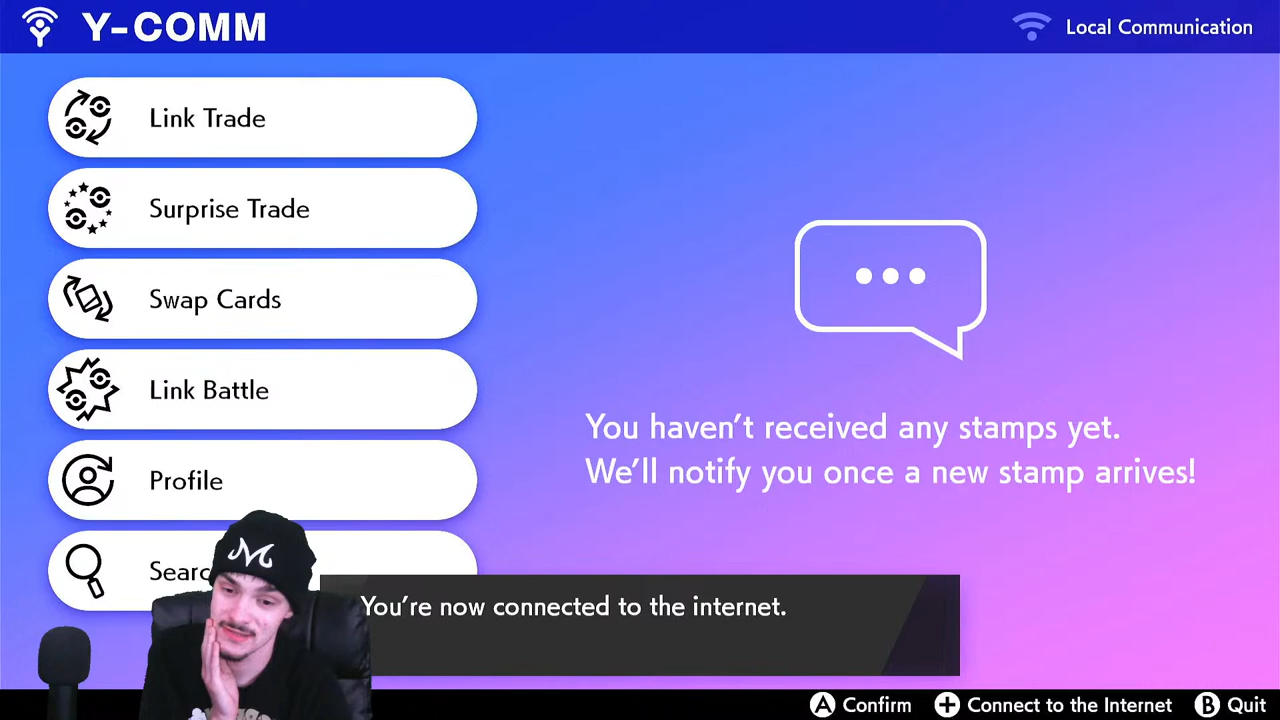 Y-COMM
Local Communication
Link Trade
Surprise Trade
Swap Cards
Link Battle
Profile
You haven't received any stamps yet.
We'll notify you once a new stamp arrives!
You're now connected to the internet.
A Confirm
+ Connect to the Internet
B Quit